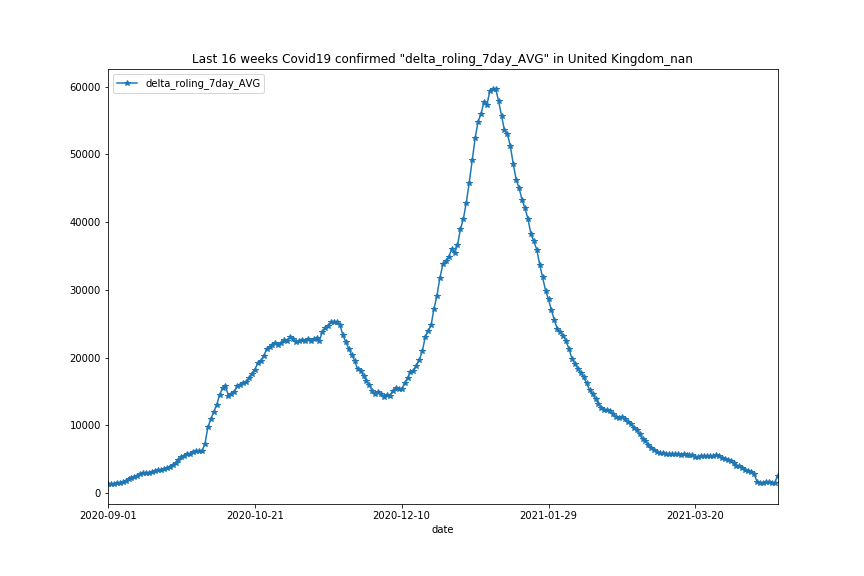 Last 16 weeks Covid19 confirmed "delta_roling_7day_AVG" in United Kingdom_nan
delta_roling_7day_AVG
60000
50000
40000
30000
20000
10000
0
2020-09-01 2020-10-21 2020-12-10 2021-01-29 2021-03-20
date